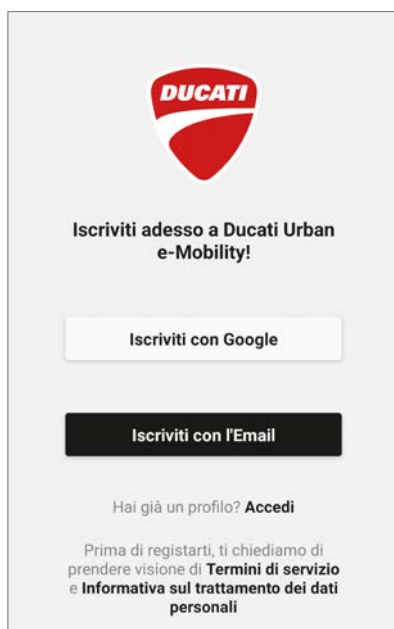 DUCATI
Iscriviti adesso a Ducati Urban
e-Mobility!
Iscriviti con Google
Iscriviti con l'Email
Hai già un profilo? Accedi
Prima di registarti, ti chiediamo di
prendere visione di Termini di servizio
e Informativa sul trattamento dei dati
personali